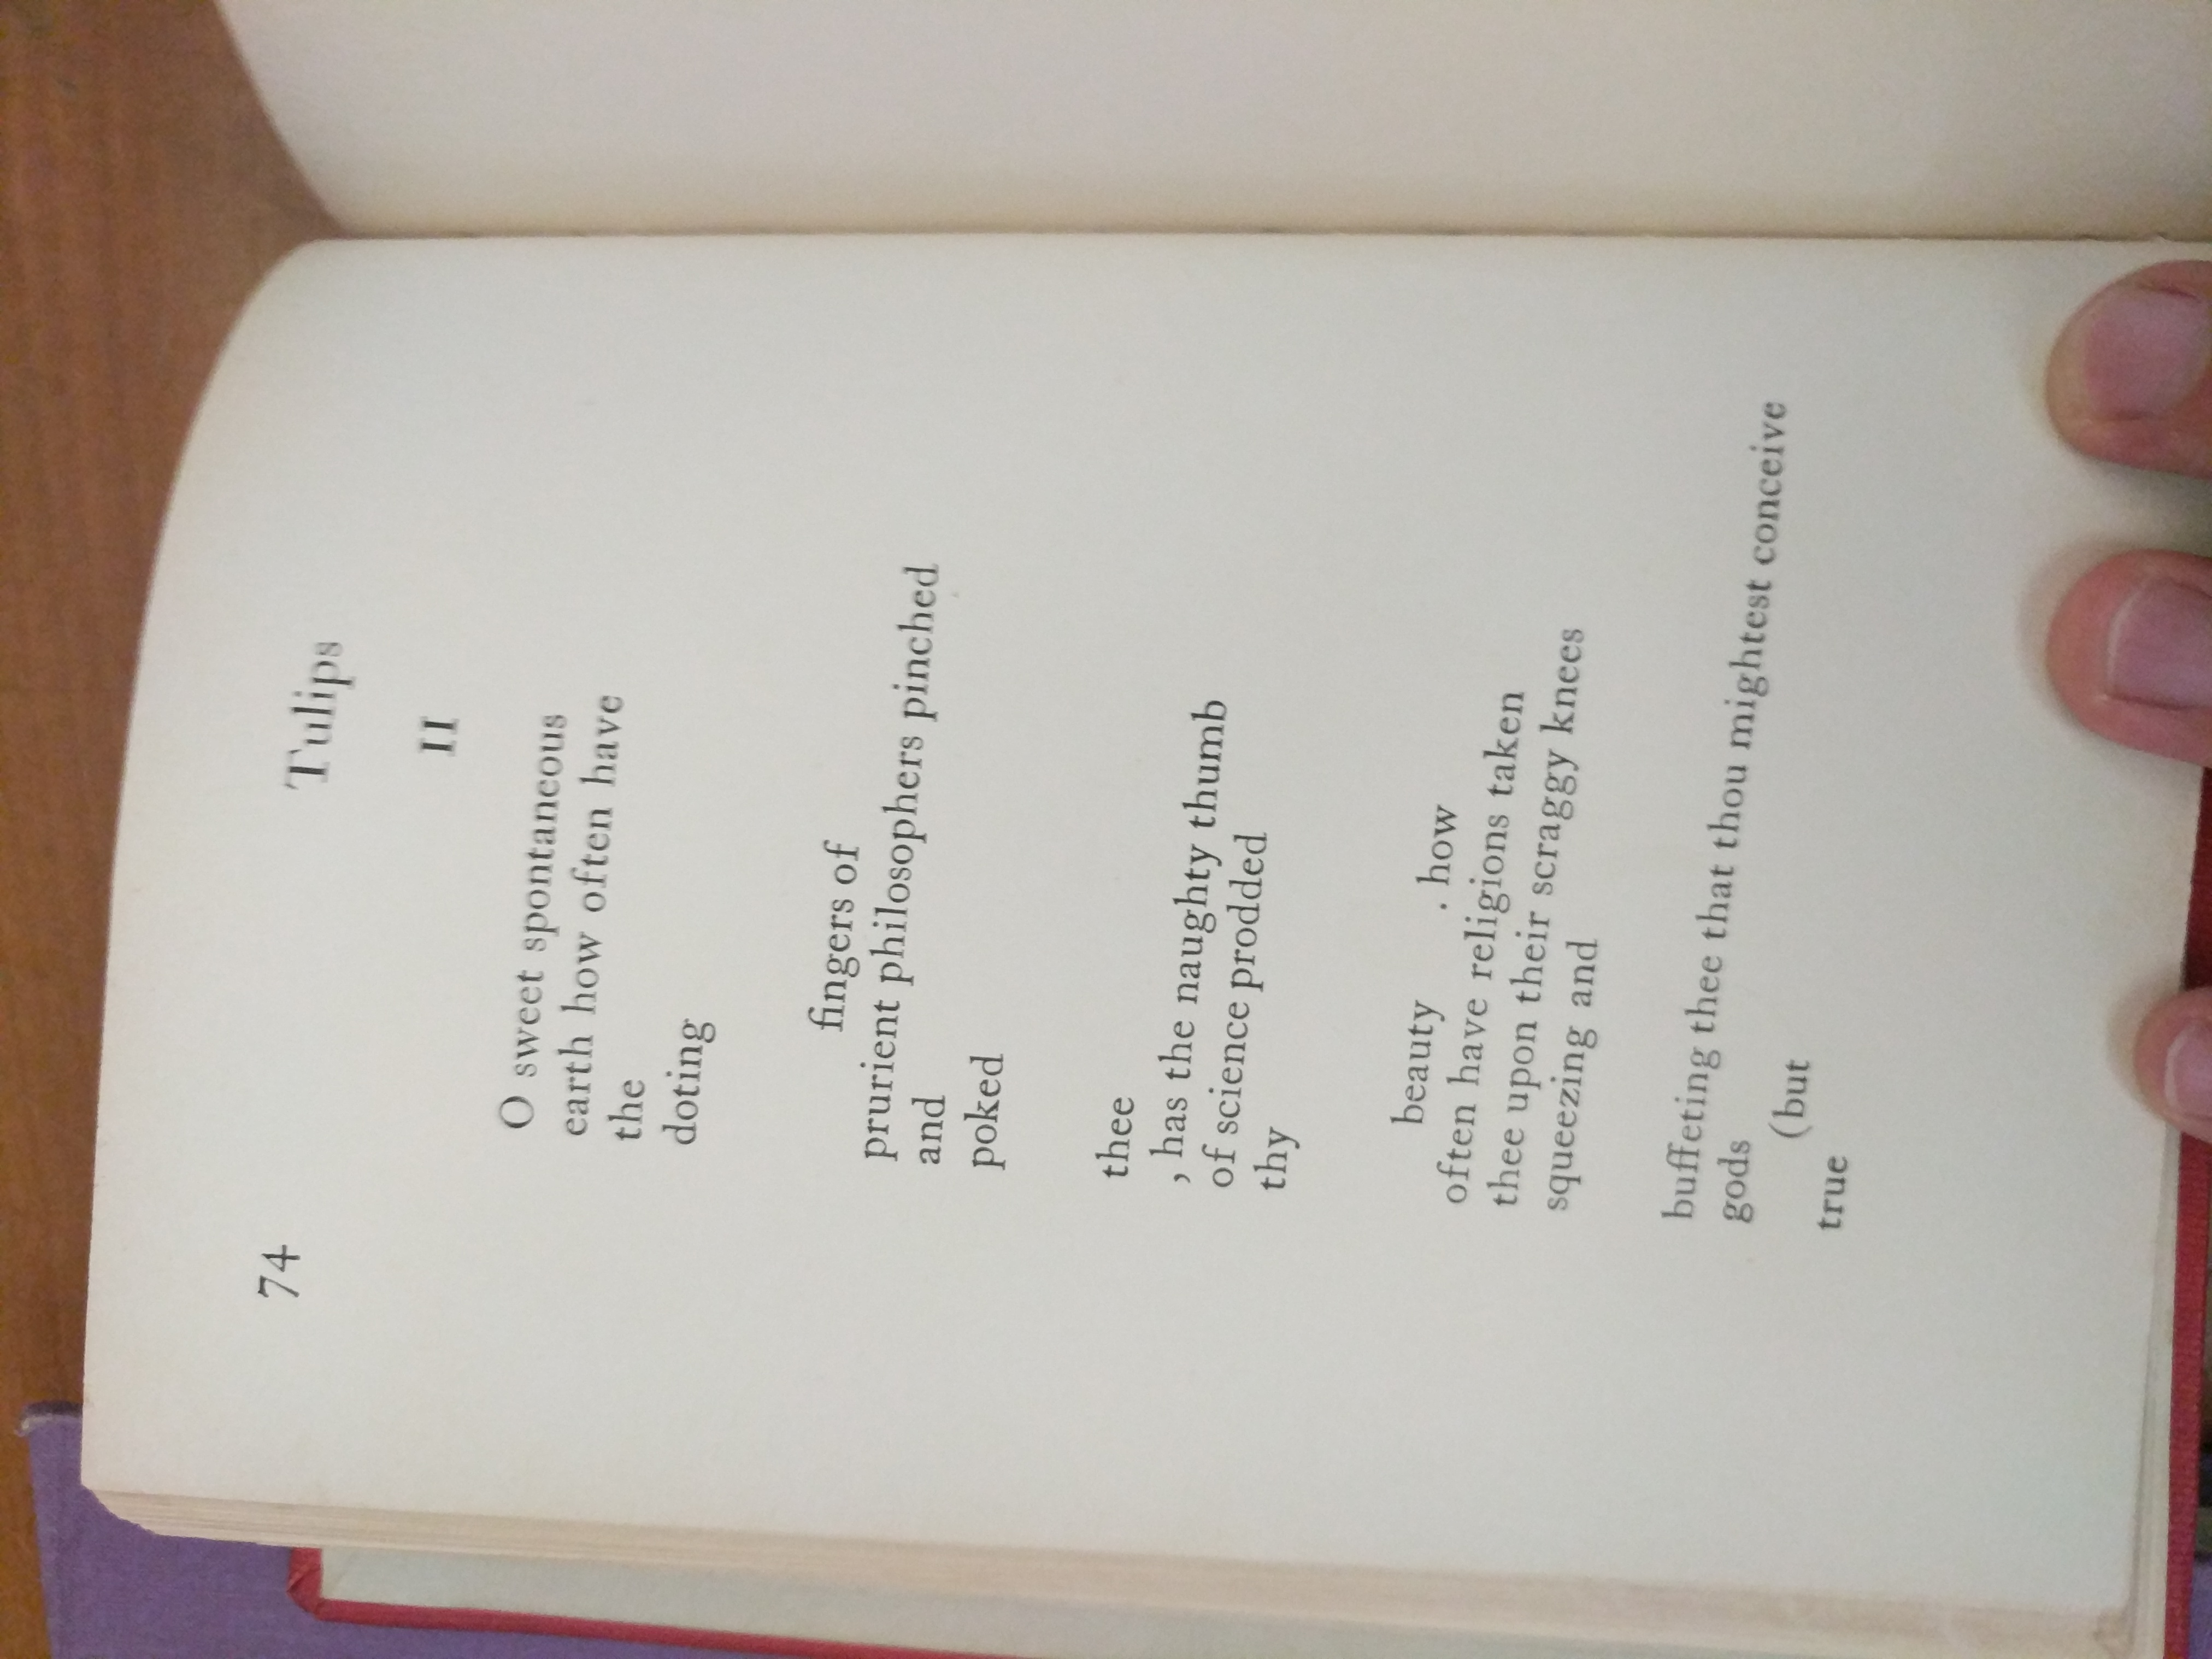 74
Tulips
II
O sweet spontaneous
earth how often have
the
doting
fingers of
prurient philosophers pinched
and
poked
thee
, has the naughty thumb
of science prodded
thy
beauty . how
often have religions taken
thee upon their scraggy knees
squeezing and
buffeting thee that thou mightest conceive
gods
(but
true